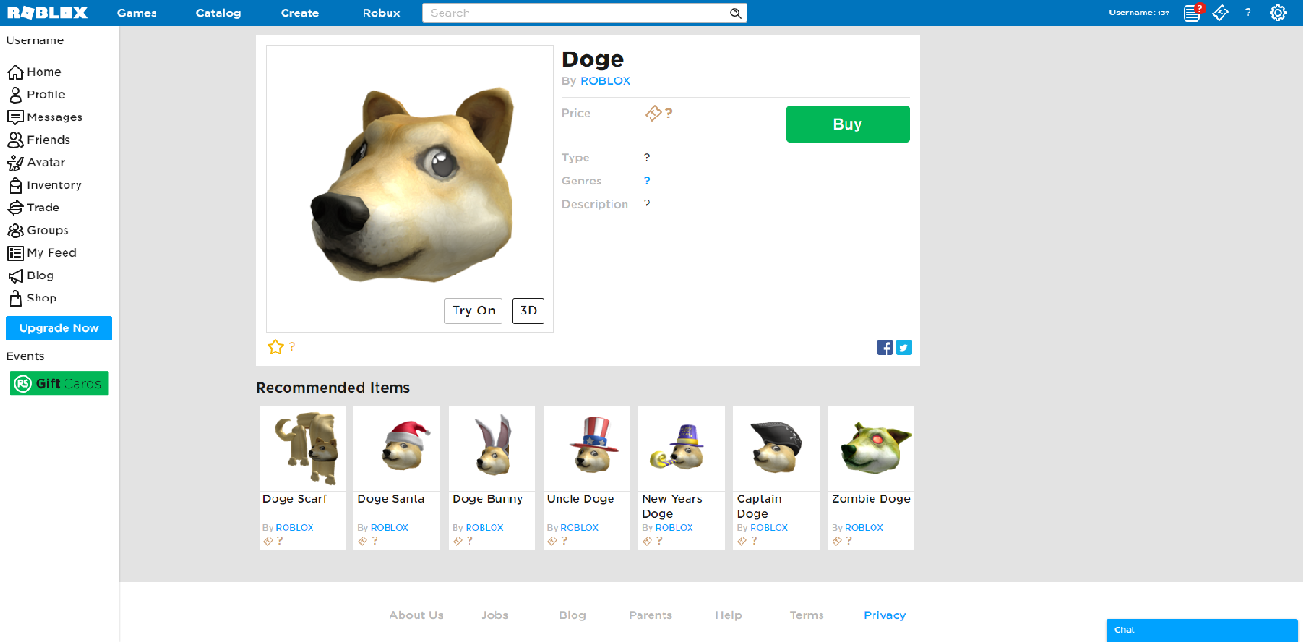 ROBLOX Games Catalog Create Robux Search Username: 13? ? ?
Username
Home
Profile
Messages
Friends
Avatar
Inventory
Trade
Groups
My Feed
Blog
Shop
Upgrade Now
Events
R$ Gift Cards
Doge
By ROBLOX
Price ? Buy
Type ?
Genres ?
Description ?
Try On 3D
?
Recommended Items
Doge Scarf
By ROBLOX
?
Doge Santa
By ROBLOX
?
Doge Bunny
By ROBLOX
?
Uncle Doge
By ROBLOX
?
New Years
Doge
By ROBLOX
?
Captain
Doge
By ROBLOX
?
Zombie Doge
By ROBLOX
?
About Us Jobs Blog Parents Help Terms Privacy
Chat